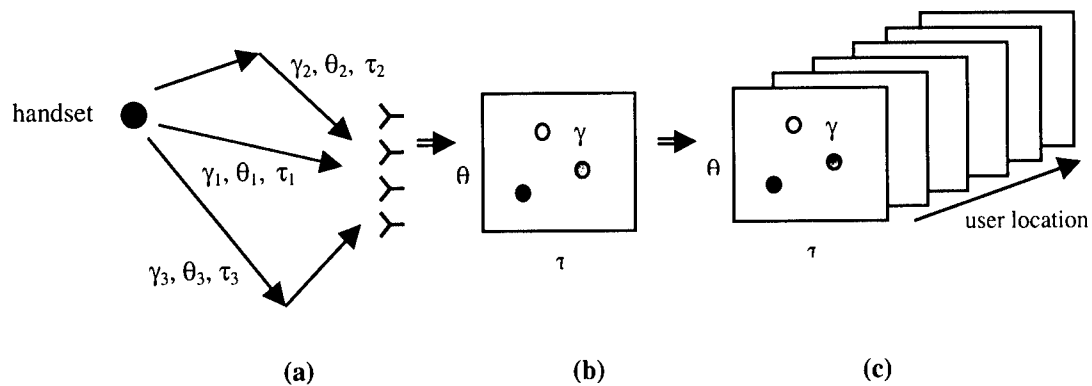 handset
γ2, θ2, τ2
γ1, θ1, τ1
γ3, θ3, τ3
(a)
θ
γ
τ
(b)
θ
γ
τ
user location
(c)